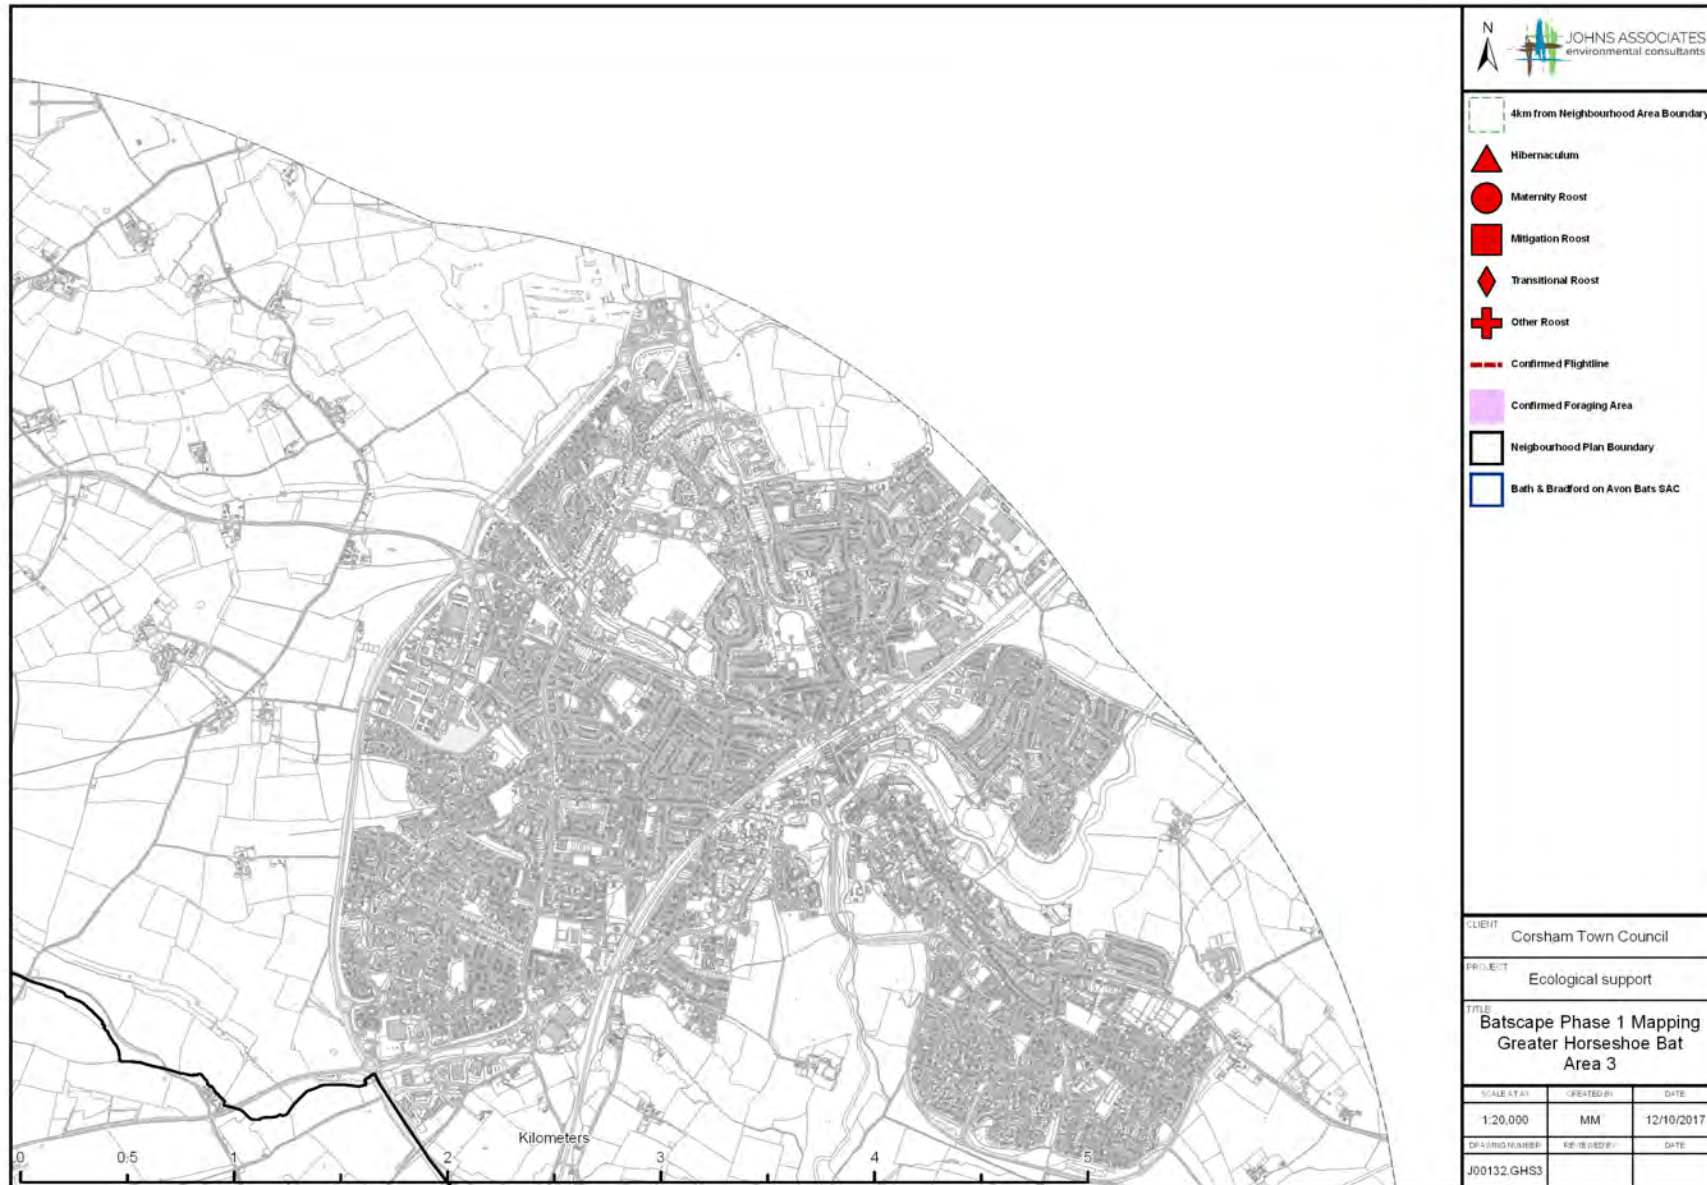 N
JOHNS ASSOCIATES
environmental consultants
4km from Neighbourhood Area Boundary
Hibernaculum
Maternity Roost
Mitigation Roost
Transitional Roost
Other Roost
Confirmed Flightline
Confirmed Foraging Area
Neigbourhood Plan Boundary
Bath & Bradford on Avon Bats SAC
CLIENT
Corsham Town Council
PROJECT
Ecological support
TITLE
Batscape Phase 1 Mapping
Greater Horseshoe Bat
Area 3
SCALE AT A1 CREATED BY DATE
1:20,000 MM 12/10/2017
DRAWING NUMBER REVIEWED BY DATE
J00132.GHS3
Kilometers
0 0.5 1 2 3 4 5